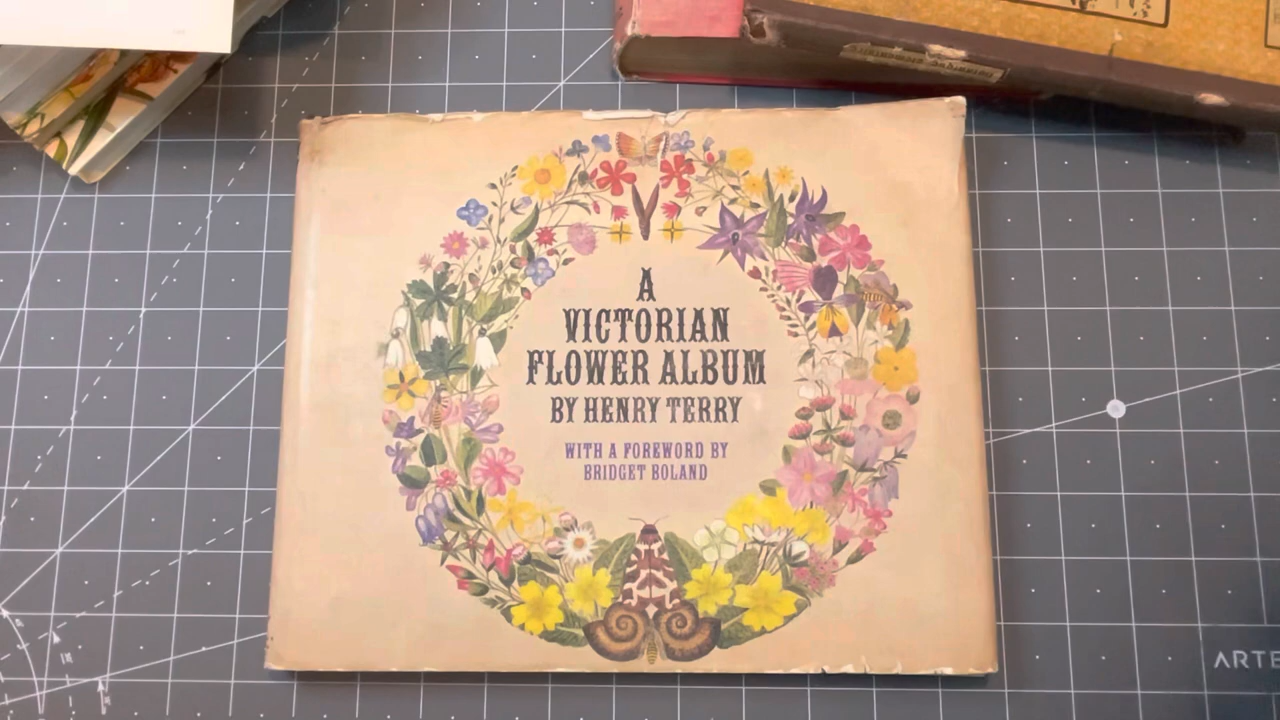 A
VICTORIAN
FLOWER ALBUM
BY HENRY TERRY
WITH A FOREWORD BY
BRIDGET BOLAND
ARTE